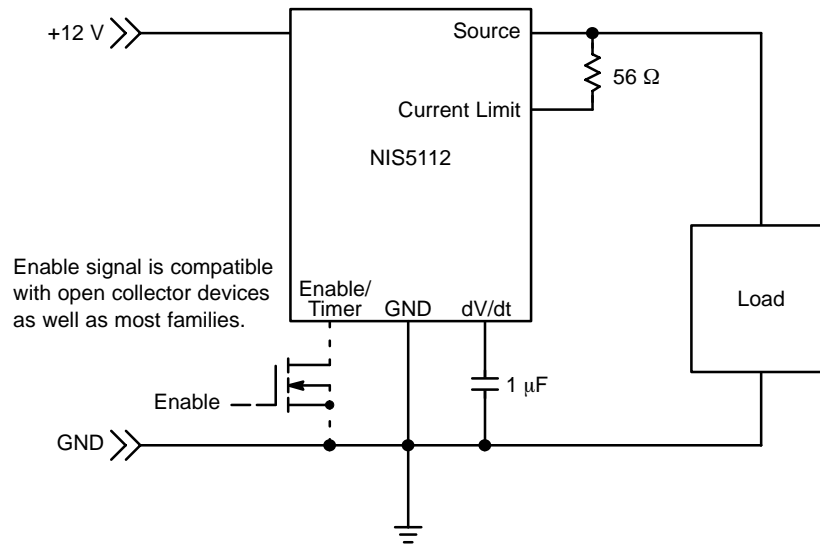 +12 V
Source
56 Ω
Current Limit
NIS5112
Enable signal is compatible
with open collector devices
as well as most families.
Enable/
Timer
GND
dV/dt
Load
1 μF
Enable
GND